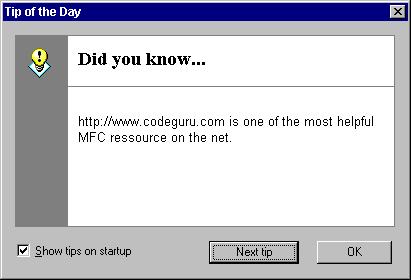 Tip of the Day
Did you know...
http://www.codeguru.com is one of the most helpful
MFC ressource on the net.
Show tips on startup
Next tip
OK